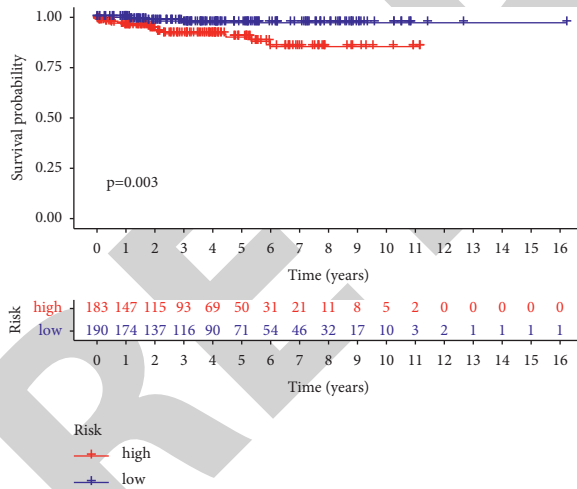 1.00
0.75
0.50
0.25
0.00
Survival probability
p=0.003
0 1 2 3 4 5 6 7 8 9 10 11 12 13 14 15 16
Time (years)
Risk
high 183 147 115 93 69 50 31 21 11 8 5 2 0 0 0 0 0
low 190 174 137 116 90 71 54 46 32 17 10 3 2 1 1 1 1
0 1 2 3 4 5 6 7 8 9 10 11 12 13 14 15 16
Time (years)
Risk
high
low